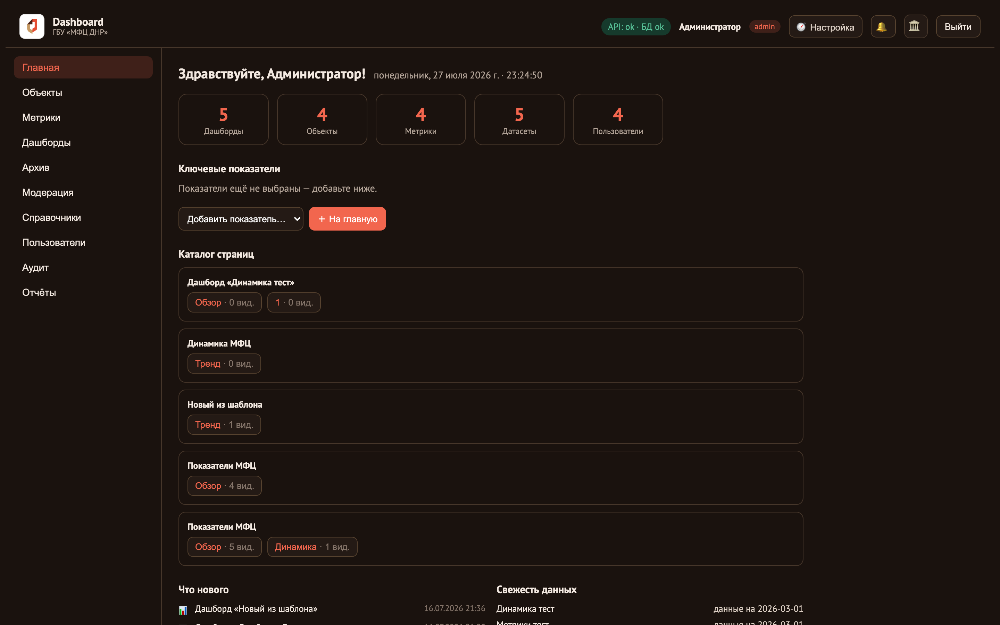 Dashboard
ГБУ «МФЦ ДНР»
API: ok · БД ok
Администратор
admin
Настройка
Выйти
Главная
Объекты
Метрики
Дашборды
Архив
Модерация
Справочники
Пользователи
Аудит
Отчёты
Здравствуйте, Администратор! понедельник, 27 июля 2026 г. · 23:24:50
5 4 4 5 4
Дашборды Объекты Метрики Датасеты Пользователи
Ключевые показатели
Показатели ещё не выбраны — добавьте ниже.
Добавить показатель... + На главную
Каталог страниц
Дашборд «Динамика тест»
Обзор · 0 вид. 1 · 0 вид.
Динамика МФЦ
Тренд · 0 вид.
Новый из шаблона
Тренд · 1 вид.
Показатели МФЦ
Обзор · 4 вид.
Показатели МФЦ
Обзор · 5 вид. Динамика · 1 вид.
Что нового
Дашборд «Новый из шаблона» 16.07.2026 21:36
Свежесть данных
Динамика тест данные на 2026-03-01
Метрики тест данные на 2026-03-01